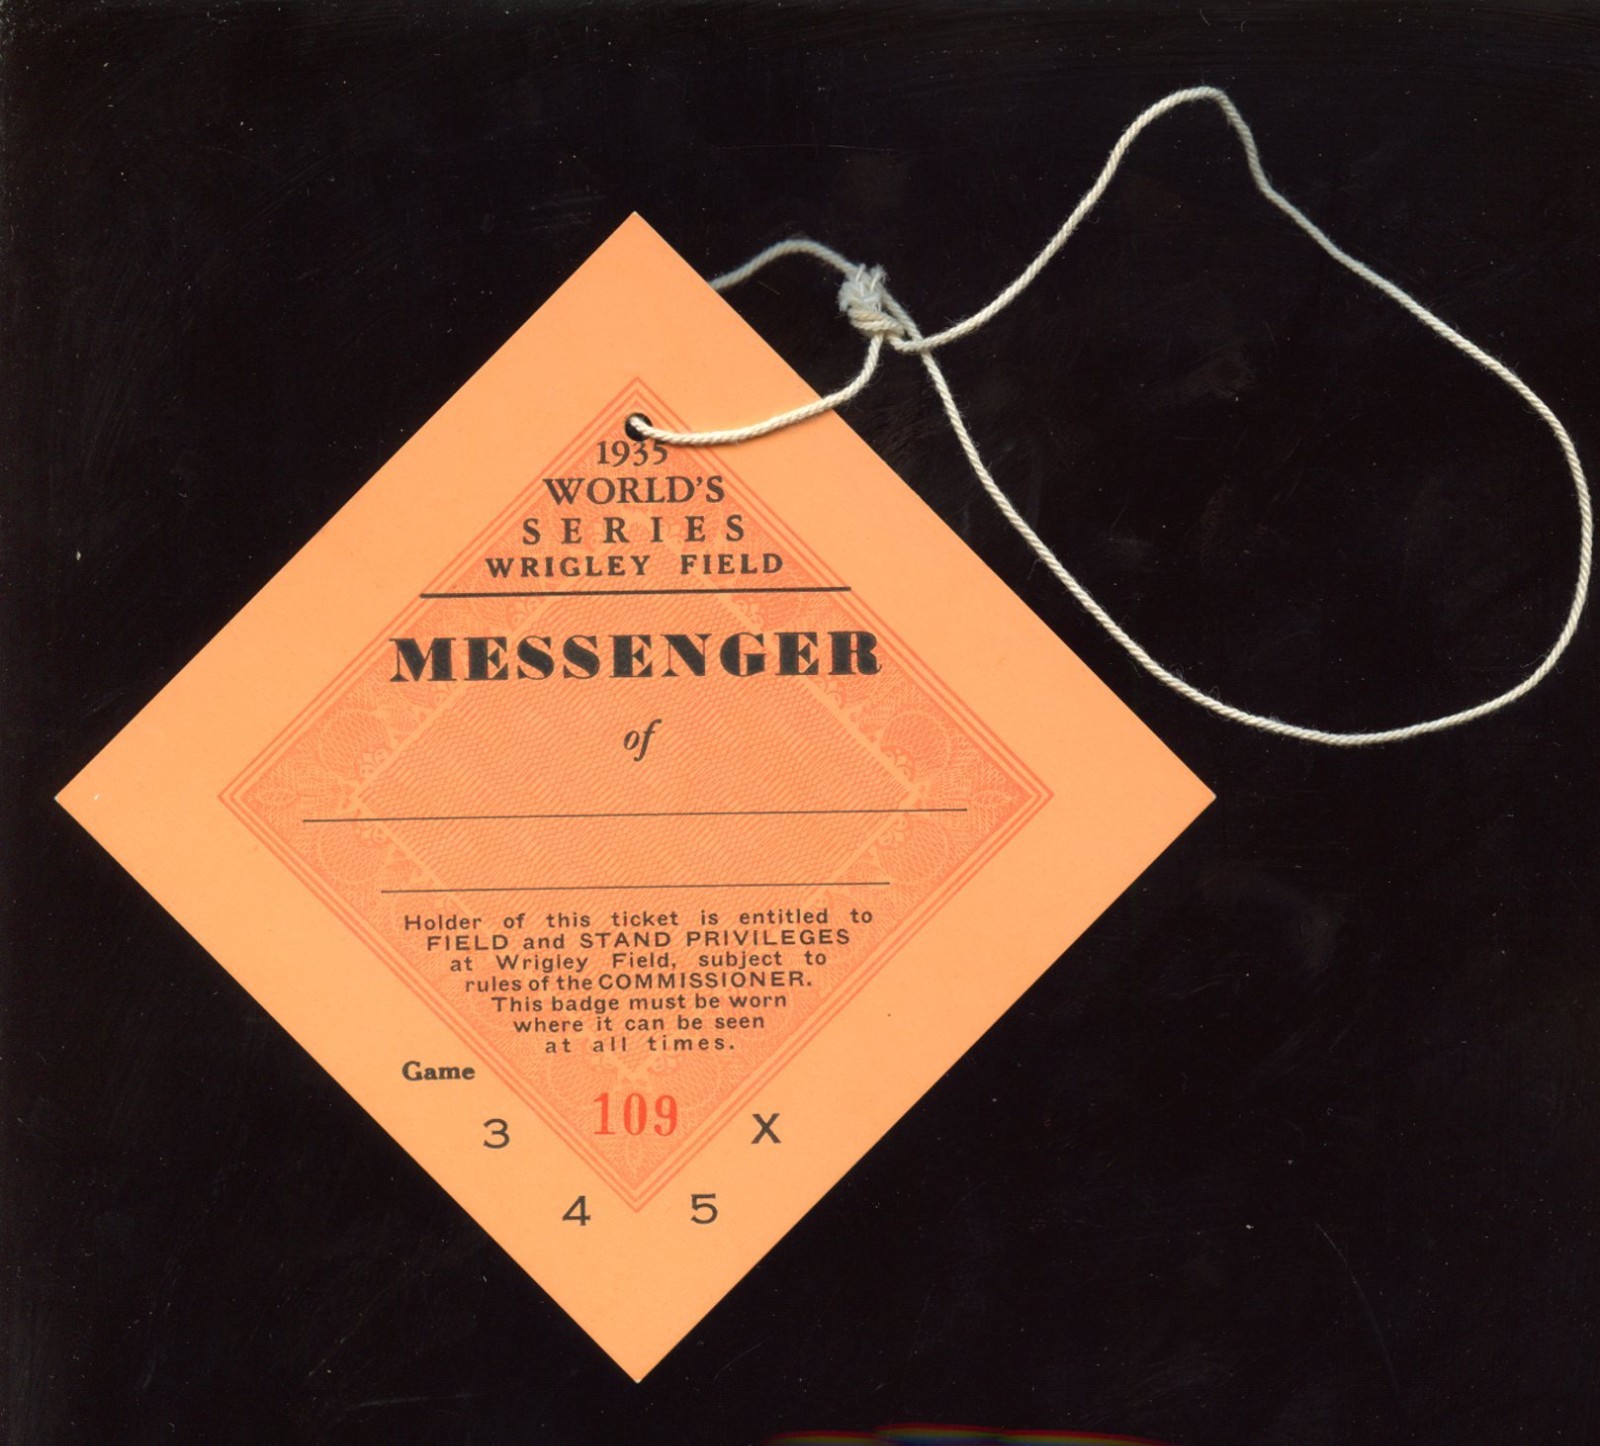 1935
WORLD'S
SERIES
WRIGLEY FIELD
MESSENGER
of
Holder of this ticket is entitled to
FIELD and STAND PRIVILEGES
at Wrigley Field, subject to
rules of the COMMISSIONER.
This badge must be worn
where it can be seen
at all times.
Game
109
3 X
4 5